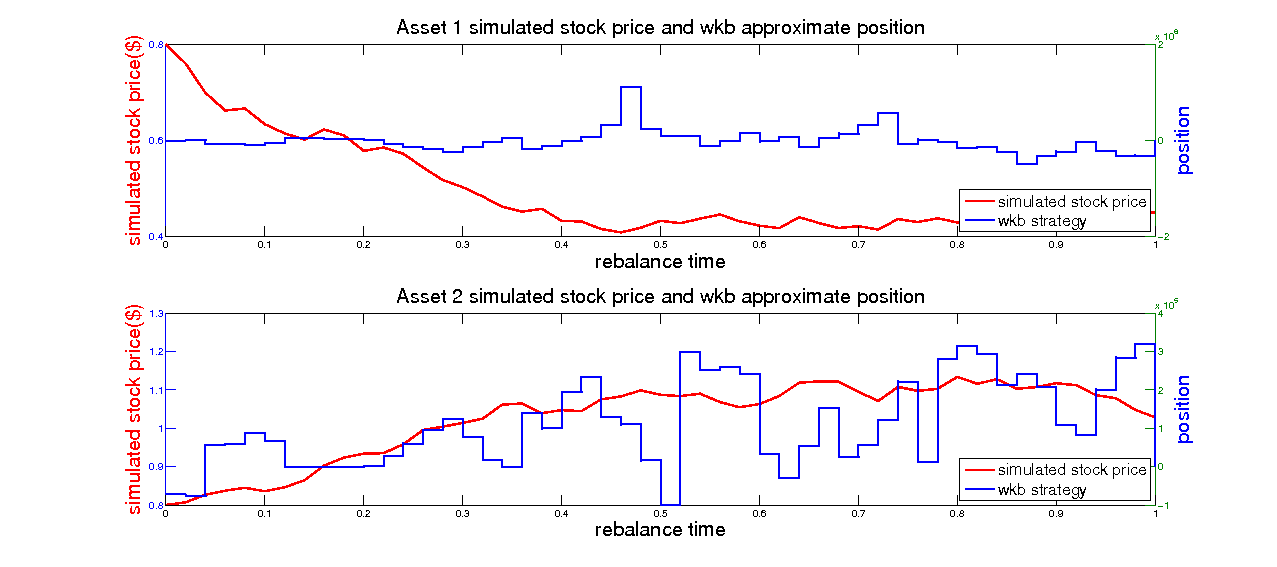 Asset 1 simulated stock price and wkb approximate position
0.8
0.6
0.4
simulated stock price($)
x 10^6
2
0
-2
position
simulated stock price
wkb strategy
0 0.1 0.2 0.3 0.4 0.5 0.6 0.7 0.8 0.9 1
rebalance time
Asset 2 simulated stock price and wkb approximate position
1.3
1.2
1.1
1
0.9
0.8
simulated stock price($)
x 10^5
4
3
2
1
0
-1
position
simulated stock price
wkb strategy
0 0.1 0.2 0.3 0.4 0.5 0.6 0.7 0.8 0.9 1
rebalance time